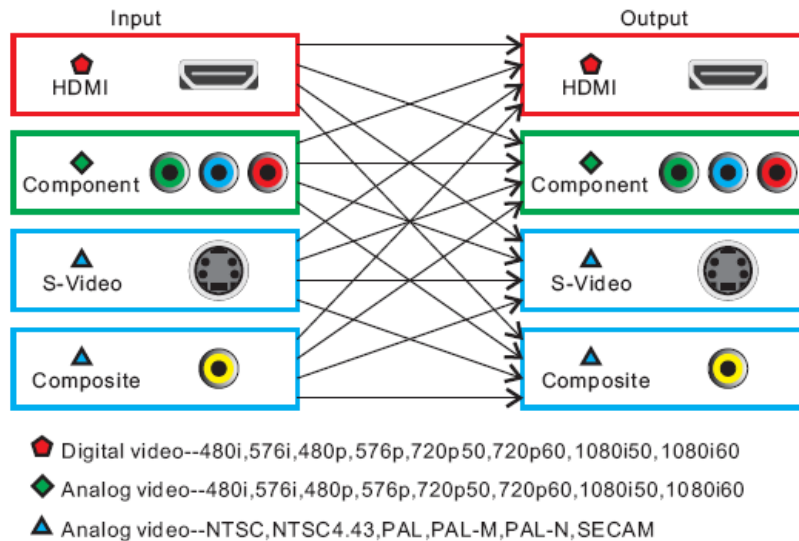 Input
Output
HDMI
HDMI
Component
Component
S-Video
S-Video
Composite
Composite
Digital video--480i,576i,480p,576p,720p50,720p60,1080i50,1080i60
Analog video--480i,576i,480p,576p,720p50,720p60,1080i50,1080i60
Analog video--NTSC,NTSC4.43,PAL,PAL-M,PAL-N,SECAM